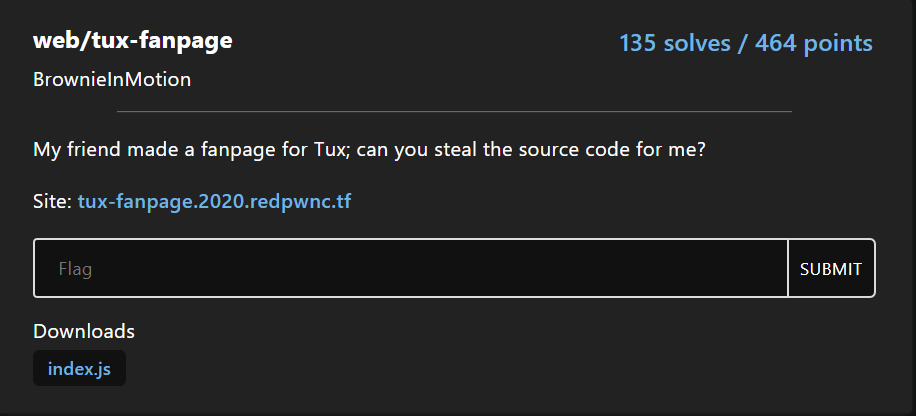 web/tux-fanpage
135 solves / 464 points
BrownieInMotion
My friend made a fanpage for Tux; can you steal the source code for me?
Site: tux-fanpage.2020.redpwnc.tf
Flag
SUBMIT
Downloads
index.js